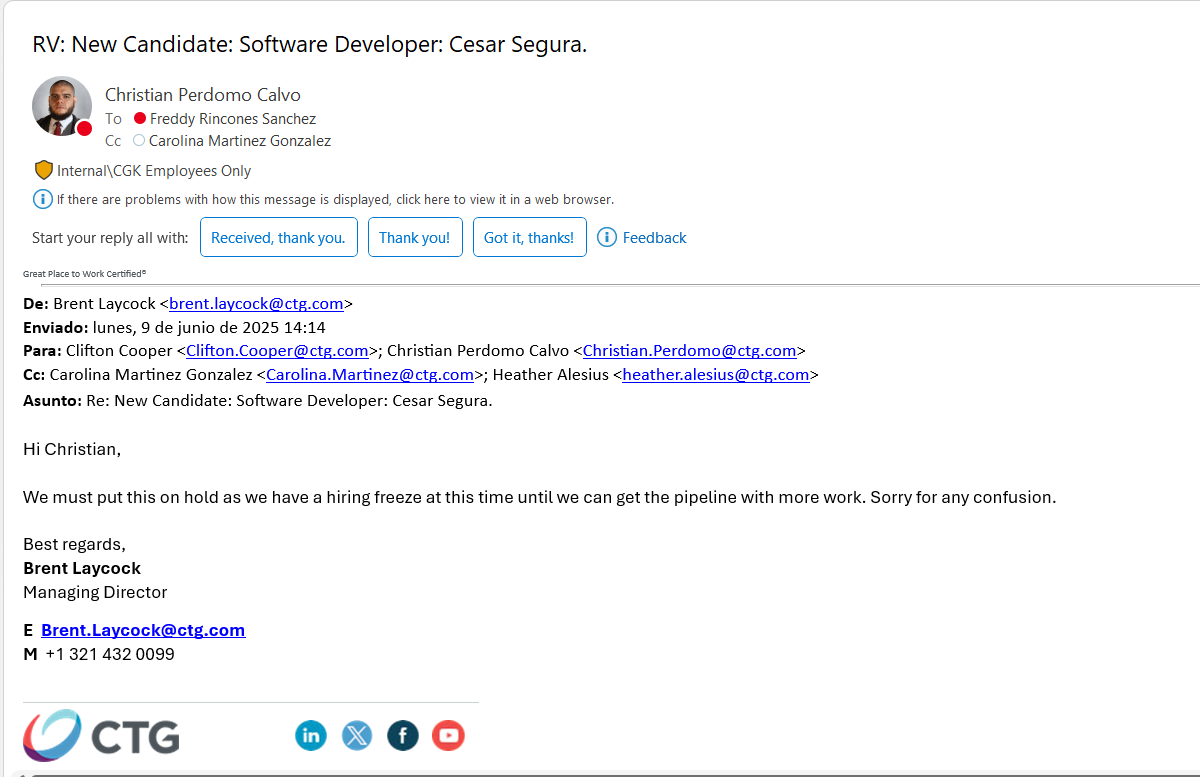 RV: New Candidate: Software Developer: Cesar Segura.
Christian Perdomo Calvo
To Freddy Rincones Sanchez
Cc Carolina Martinez Gonzalez
Internal\CGK Employees Only
If there are problems with how this message is displayed, click here to view it in a web browser.
Start your reply all with: Received, thank you. Thank you! Got it, thanks! Feedback
Great Place to Work Certified®
De: Brent Laycock <brent.laycock@ctg.com>
Enviado: lunes, 9 de junio de 2025 14:14
Para: Clifton Cooper <Clifton.Cooper@ctg.com>; Christian Perdomo Calvo <Christian.Perdomo@ctg.com>
Cc: Carolina Martinez Gonzalez <Carolina.Martinez@ctg.com>; Heather Alesius <heather.alesius@ctg.com>
Asunto: Re: New Candidate: Software Developer: Cesar Segura.
Hi Christian,
We must put this on hold as we have a hiring freeze at this time until we can get the pipeline with more work. Sorry for any confusion.
Best regards,
Brent Laycock
Managing Director
E Brent.Laycock@ctg.com
M +1 321 432 0099
CTG